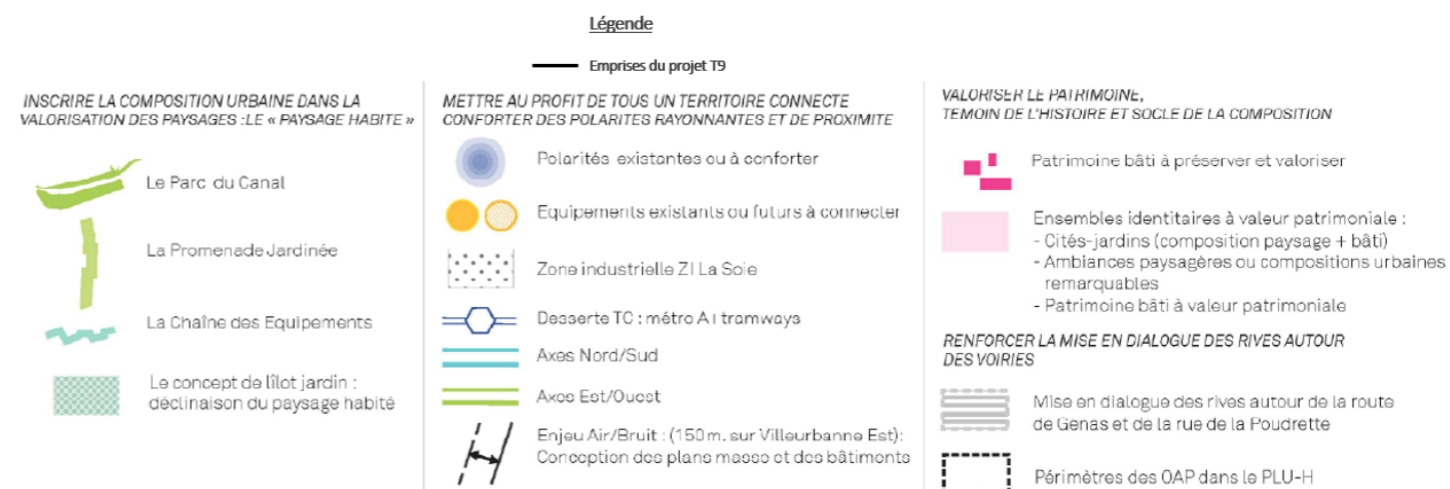 Légende
Emprises du projet T9
INSCRIRE LA COMPOSITION URBAINE DANS LA
VALORISATION DES PAYSAGES : LE « PAYSAGE HABITE »
Le Parc du Canal
La Promenade Jardinée
La Chaîne des Equipements
Le concept de l'îlot jardin :
déclinaison du paysage habité
METTRE AU PROFIT DE TOUS UN TERRITOIRE CONNECTE
CONFORTER DES POLARITES RAYONNANTES ET DE PROXIMITE
Polarités existantes ou à conforter
Equipements existants ou futurs à connecter
Zone industrielle ZI La Soie
Desserte TC : métro A + tramways
Axes Nord/Sud
Axes Est/Ouest
Enjeu Air/Bruit : (150 m. sur Villeurbanne Est):
Conception des plans masse et des bâtiments
VALORISER LE PATRIMOINE,
TEMOIN DE L'HISTOIRE ET SOCLE DE LA COMPOSITION
Patrimoine bâti à préserver et valoriser
Ensembles identitaires à valeur patrimoniale :
- Cités-jardins (composition paysage + bâti)
- Ambiances paysagères ou compositions urbaines
remarquables
- Patrimoine bâti à valeur patrimoniale
RENFORCER LA MISE EN DIALOGUE DES RIVES AUTOUR
DES VOIRIES
Mise en dialogue des rives autour de la route
de Genas et de la rue de la Poudrette
Périmètres des OAP dans le PLU-H